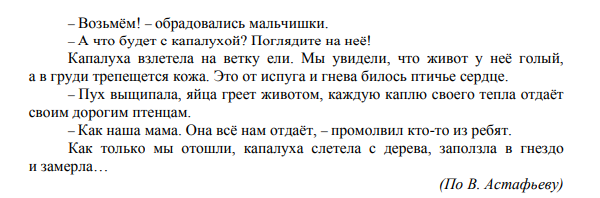 – Возьмём! – обрадовались мальчишки.
– А что будет с капалухой? Поглядите на неё!
Капалуха взлетела на ветку ели. Мы увидели, что живот у неё голый,
а в груди трепещется кожа. Это от испуга и гнева билось птичье сердце.
– Пух выщипала, яйца греет животом, каждую каплю своего тепла отдаёт
своим дорогим птенцам.
– Как наша мама. Она всё нам отдаёт, – промолвил кто-то из ребят.
Как только мы отошли, капалуха слетела с дерева, заползла в гнездо
и замерла…
(По В. Астафьеву)